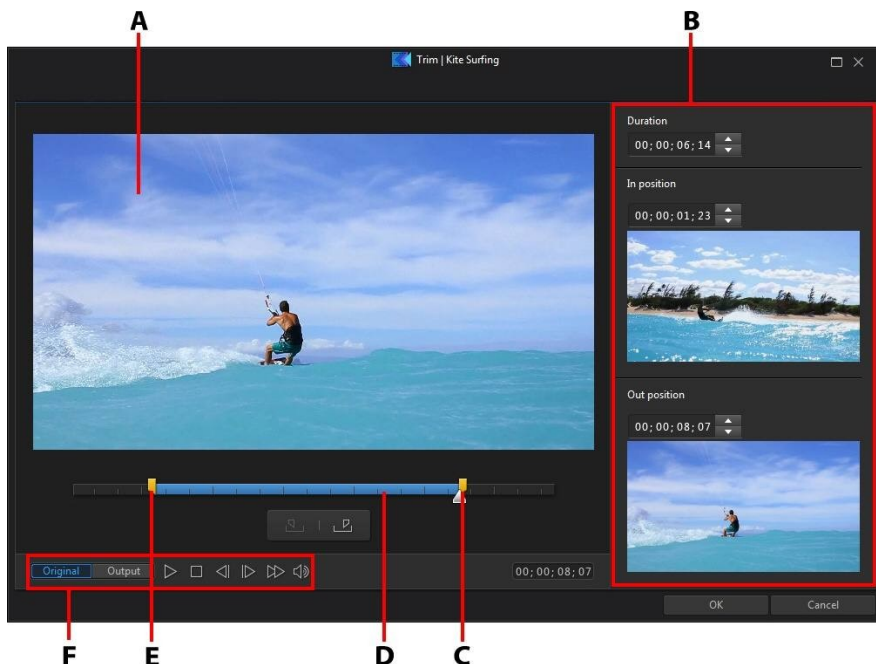 A
B
Trim | Kite Surfing
Duration
00; 00; 06; 14
In position
00; 00; 01; 23
Out position
00; 00; 08; 07
Original Output
00; 00; 08; 07
OK Cancel
F E D C